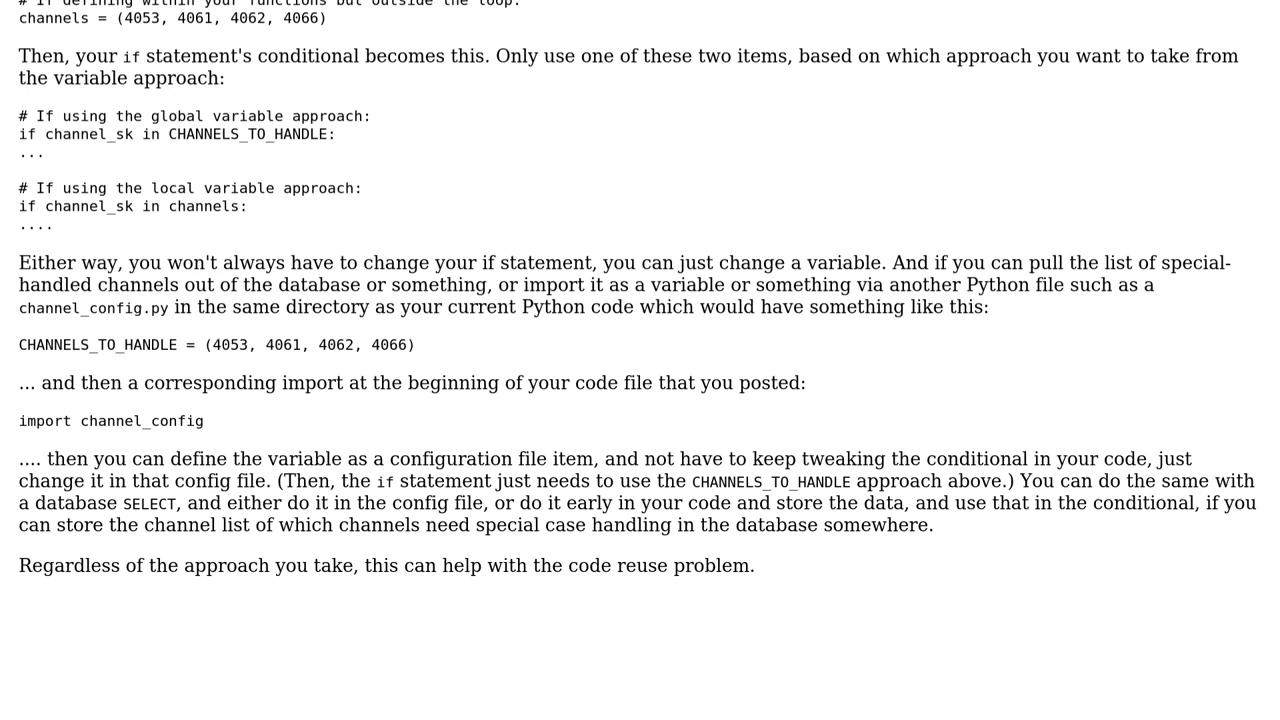 # If defining within your functions but outside the loop:
channels = (4053, 4061, 4062, 4066)
Then, your if statement's conditional becomes this. Only use one of these two items, based on which approach you want to take from
the variable approach:
# If using the global variable approach:
if channel_sk in CHANNELS_TO_HANDLE:
...
# If using the local variable approach:
if channel_sk in channels:
....
Either way, you won't always have to change your if statement, you can just change a variable. And if you can pull the list of special-
handled channels out of the database or something, or import it as a variable or something via another Python file such as a
channel_config.py in the same directory as your current Python code which would have something like this:
CHANNELS_TO_HANDLE = (4053, 4061, 4062, 4066)
... and then a corresponding import at the beginning of your code file that you posted:
import channel_config
.... then you can define the variable as a configuration file item, and not have to keep tweaking the conditional in your code, just
change it in that config file. (Then, the if statement just needs to use the CHANNELS_TO_HANDLE approach above.) You can do the same with
a database SELECT, and either do it in the config file, or do it early in your code and store the data, and use that in the conditional, if you
can store the channel list of which channels need special case handling in the database somewhere.
Regardless of the approach you take, this can help with the code reuse problem.